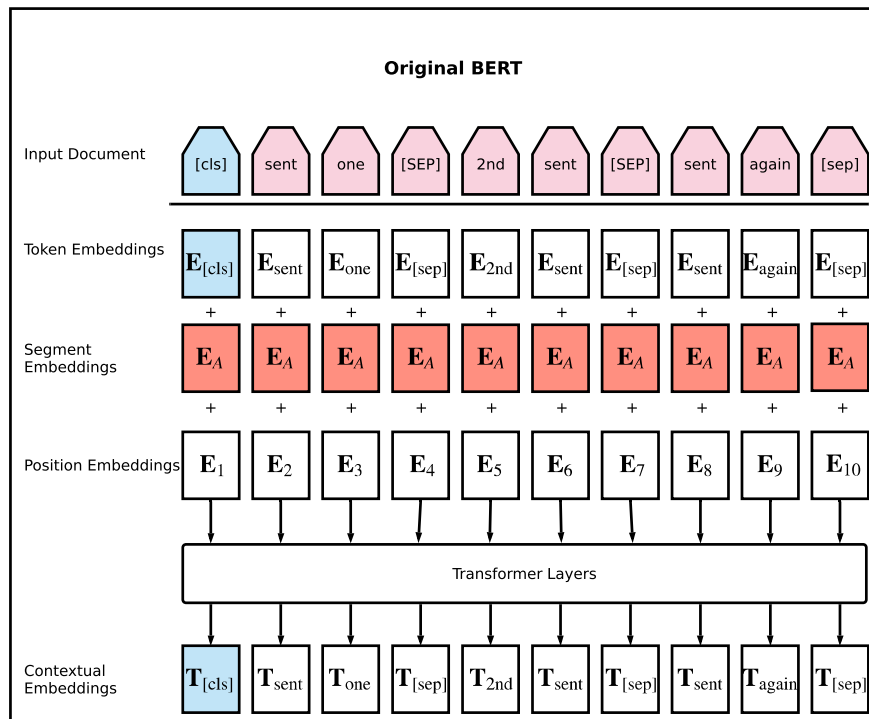 Original BERT
Input Document [cls] sent one [SEP] 2nd sent [SEP] sent again [sep]
Token Embeddings E[cls] Esent Eone E[sep] E2nd Esent E[sep] Esent Eagain E[sep]
+ + + + + + + + + +
Segment
Embeddings EA EA EA EA EA EA EA EA EA EA
+ + + + + + + + + +
Position Embeddings E1 E2 E3 E4 E5 E6 E7 E8 E9 E10
Transformer Layers
Contextual
Embeddings T[cls] Tsent Tone T[sep] T2nd Tsent T[sep] Tsent Tagain T[sep]